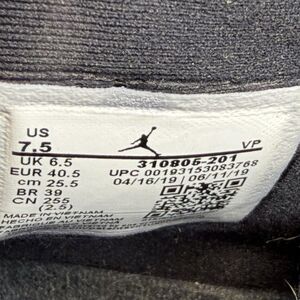 US
7.5 VP
UK 6.5 310805-201
EUR 40.5 UPC 00193153083768
cm 25.5 04/16/19 06/11/19
BR 39
CN 255
(2.5)
MADE IN VIETNAM